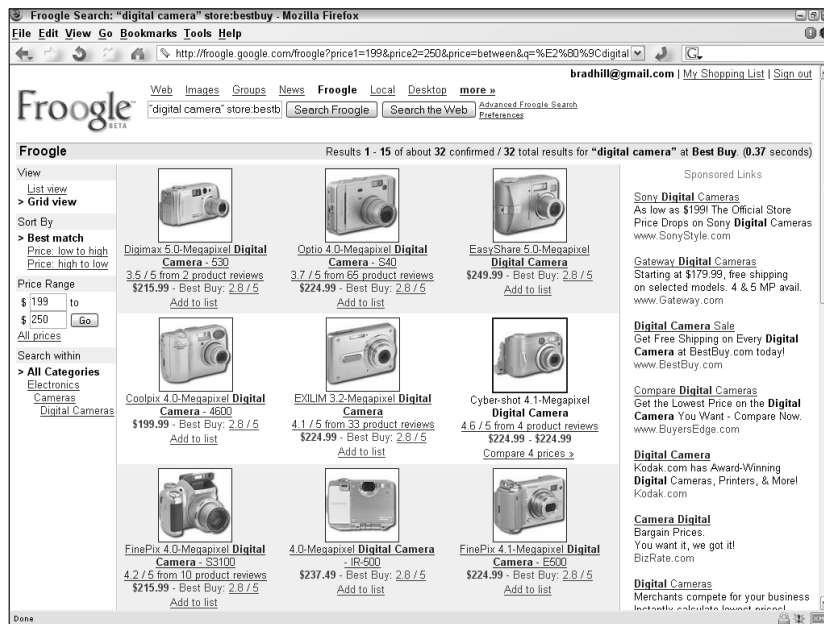 Froogle Search: “digital camera” store:bestbuy - Mozilla Firefox
File Edit View Go Bookmarks Tools Help
http://froogle.google.com/froogle?price1=199&price2=250&price=between&q=%E2%80%9Cdigital
G
bradhill@gmail.com | My Shopping List | Sign out
Froogle BETA
Web Images Groups News Froogle Local Desktop more »
“digital camera” store:bestb Search Froogle Search the Web Advanced Froogle Search
Preferences
Froogle Results 1 - 15 of about 32 confirmed / 32 total results for “digital camera” at Best Buy. (0.37 seconds)
View
List view
> Grid view
Sort By
> Best match
Price: low to high
Price: high to low
Price Range
$ 199 to
$ 250 Go
All prices
Search within
> All Categories
Electronics
Cameras
Digital Cameras
Digimax 5.0-Megapixel Digital
Camera - 530
3.5 / 5 from 2 product reviews
$215.99 - Best Buy: 2.8 / 5
Add to list
Optio 4.0-Megapixel Digital
Camera - S40
3.7 / 5 from 65 product reviews
$224.99 - Best Buy: 2.8 / 5
Add to list
EasyShare 5.0-Megapixel
Digital Camera
$249.99 - Best Buy: 2.8 / 5
Add to list
Coolpix 4.0-Megapixel Digital
Camera - 4600
$199.99 - Best Buy: 2.8 / 5
Add to list
EXILIM 3.2-Megapixel Digital
Camera
4.1 / 5 from 33 product reviews
$224.99 - Best Buy: 2.8 / 5
Add to list
Cyber-shot 4.1-Megapixel
Digital Camera
4.6 / 5 from 4 product reviews
$224.99 - $224.99
Compare 4 prices »
FinePix 4.0-Megapixel Digital
Camera - S3100
4.2 / 5 from 10 product reviews
$215.99 - Best Buy: 2.8 / 5
Add to list
4.0-Megapixel Digital Camera
- IR-500
$237.49 - Best Buy: 2.8 / 5
Add to list
FinePix 4.1-Megapixel Digital
Camera - E500
$224.99 - Best Buy: 2.8 / 5
Add to list
Sponsored Links
Sony Digital Cameras
As low as $199! The Official Store
Price Drops on Sony Digital Cameras
www.SonyStyle.com
Gateway Digital Cameras
Starting at $179.99, free shipping
on selected models. 4 & 5 MP avail.
www.Gateway.com
Digital Camera Sale
Get Free Shipping on Every Digital
Camera at BestBuy.com today!
www.BestBuy.com
Compare Digital Cameras
Get the Lowest Price on the Digital
Camera You Want - Compare Now.
www.BuyersEdge.com
Digital Camera
Kodak.com has Award-Winning
Digital Cameras, Printers, & More!
Kodak.com
Camera Digital
Bargain Prices.
You want it, we got it!
BizRate.com
Digital Cameras
Merchants compete for your business
Instantly calculate lowest prices!
Done